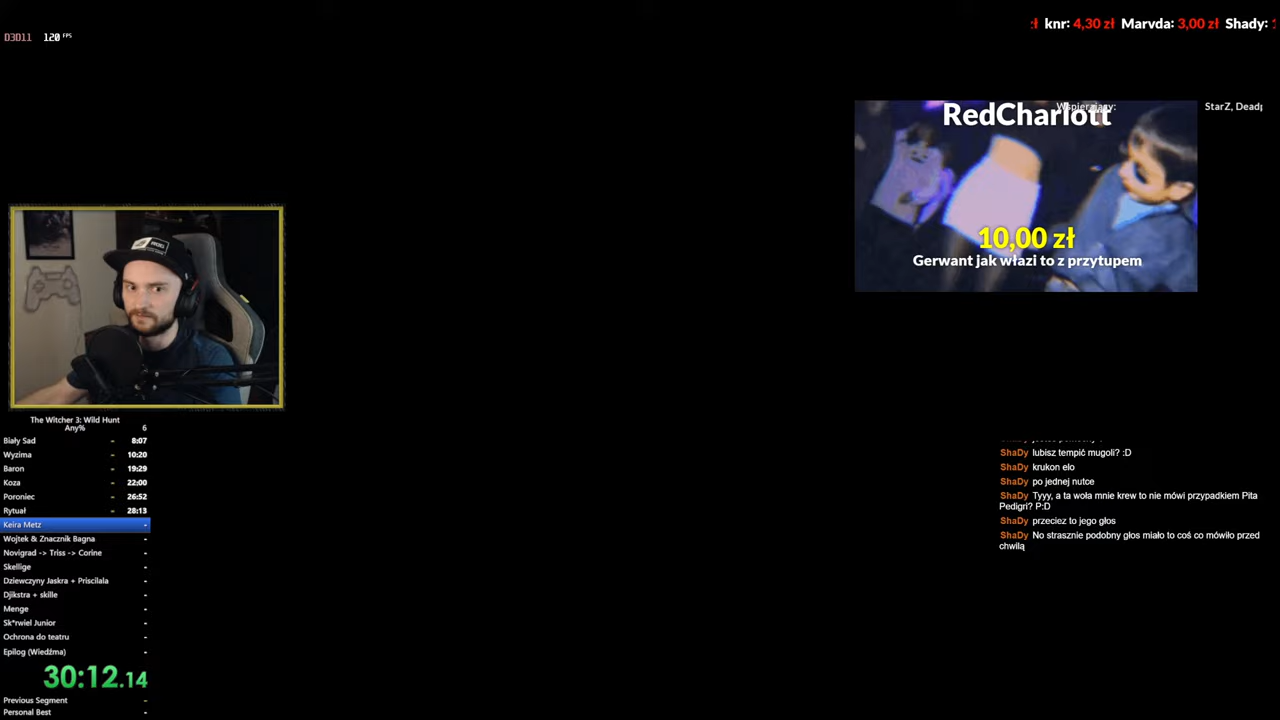 D3D11 120 FPS
zł knr: 4,30 zł Marvda: 3,00 zł Shady:
Wspierający: StarZ, Deadp
RedCharlott
10,00 zł
Gerwant jak włazi to z przytupem
The Witcher 3: Wild Hunt
Any% 6
Biały Sad - 8:07
Wyzima - 10:20
Baron - 19:29
Koza - 22:00
Poroniec - 26:52
Rytuał - 28:13
Keira Metz -
Wojtek & Znacznik Bagna -
Novigrad -> Triss -> Corine -
Skellige -
Dziewczyny Jaskra + Priscilala -
Djikstra + skille -
Menge -
Sk*rwiel Junior -
Ochrona do teatru -
Epilog (Wiedźma) -
30:12.14
Previous Segment -
Personal Best -
ShaDy lubisz tempić mugoli? :D
ShaDy krukon elo
ShaDy po jednej nutce
ShaDy Tyyy, a ta woła mnie krew to nie mówi przypadkiem Pita
Pedigri? P:D
ShaDy przeciez to jego głos
ShaDy No strasznie podobny głos miało to coś co mówiło przed
chwilą